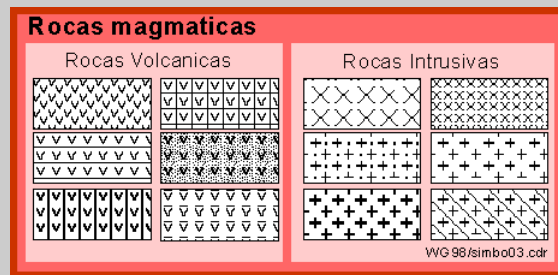 Rocas magmaticas
Rocas Volcanicas
Rocas Intrusivas
WG98/simbo03.cdr